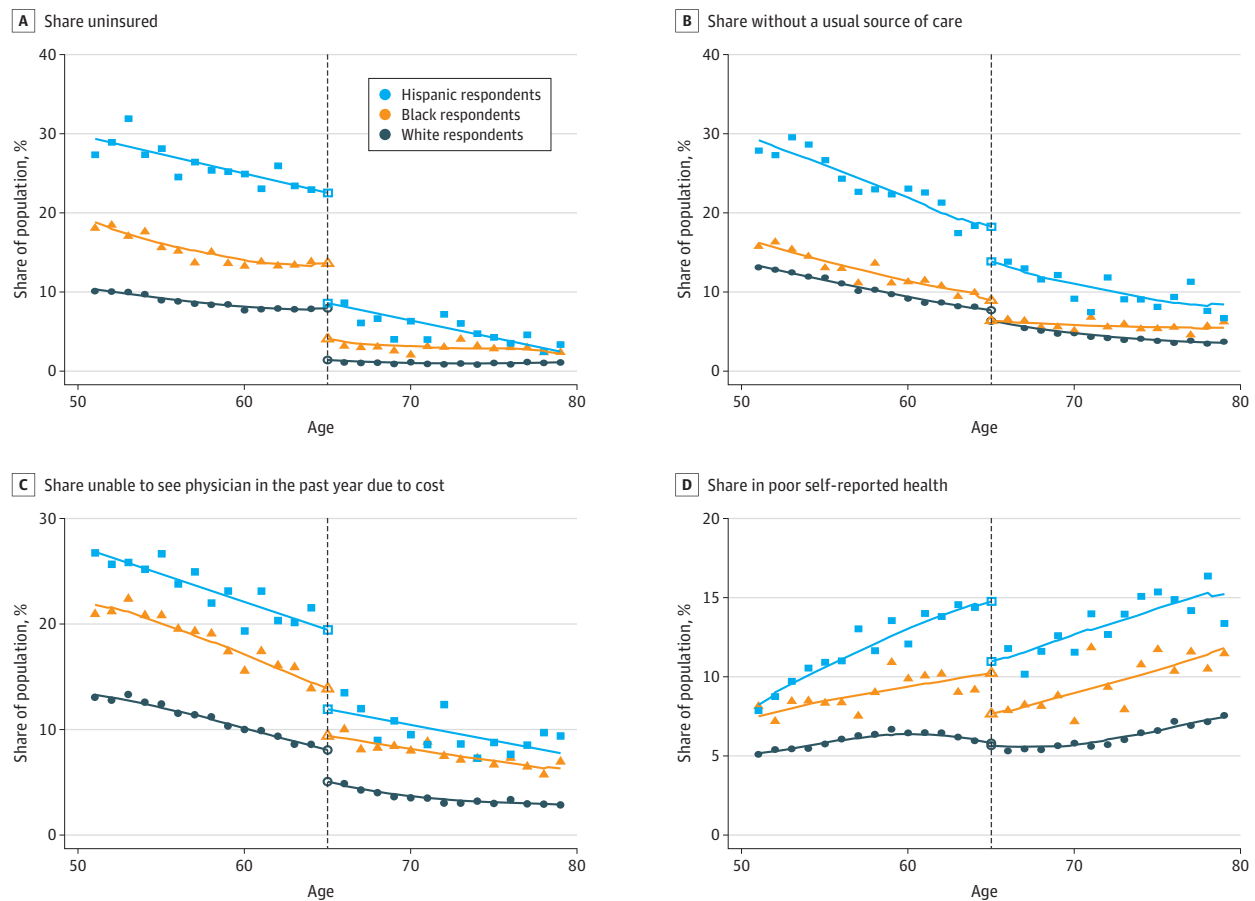 A Share uninsured
Share of population, %
40
30
20
10
0
50 60 70 80
Age
Hispanic respondents
Black respondents
White respondents
B Share without a usual source of care
Share of population, %
40
30
20
10
0
50 60 70 80
Age
C Share unable to see physician in the past year due to cost
Share of population, %
30
20
10
0
50 60 70 80
Age
D Share in poor self-reported health
Share of population, %
20
15
10
5
0
50 60 70 80
Age